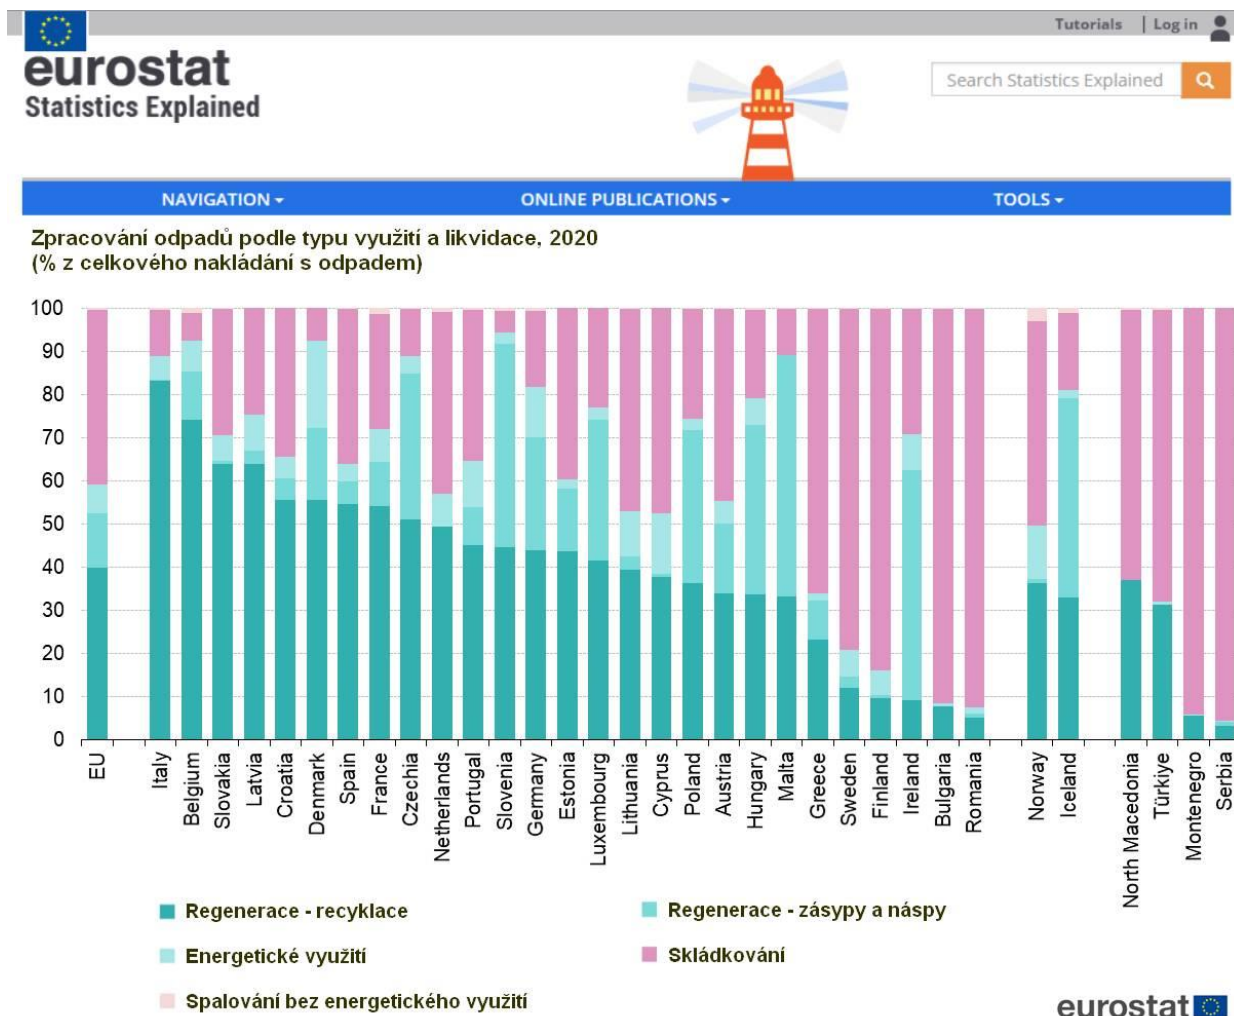 Tutorials | Log in
eurostat
Statistics Explained
Search Statistics Explained
NAVIGATION
ONLINE PUBLICATIONS
TOOLS
Zpracování odpadů podle typu využití a likvidace, 2020
(% z celkového nakládání s odpadem)
100
90
80
70
60
50
40
30
20
10
0
EU
Italy
Belgium
Slovakia
Latvia
Croatia
Denmark
Spain
France
Czechia
Netherlands
Portugal
Slovenia
Germany
Estonia
Luxembourg
Lithuania
Cyprus
Poland
Austria
Hungary
Malta
Greece
Sweden
Finland
Ireland
Bulgaria
Romania
Norway
Iceland
North Macedonia
Türkiye
Montenegro
Serbia
Regenerace - recyklace
Regenerace - zásypy a náspy
Energetické využití
Skládkování
Spalování bez energetického využití
eurostat